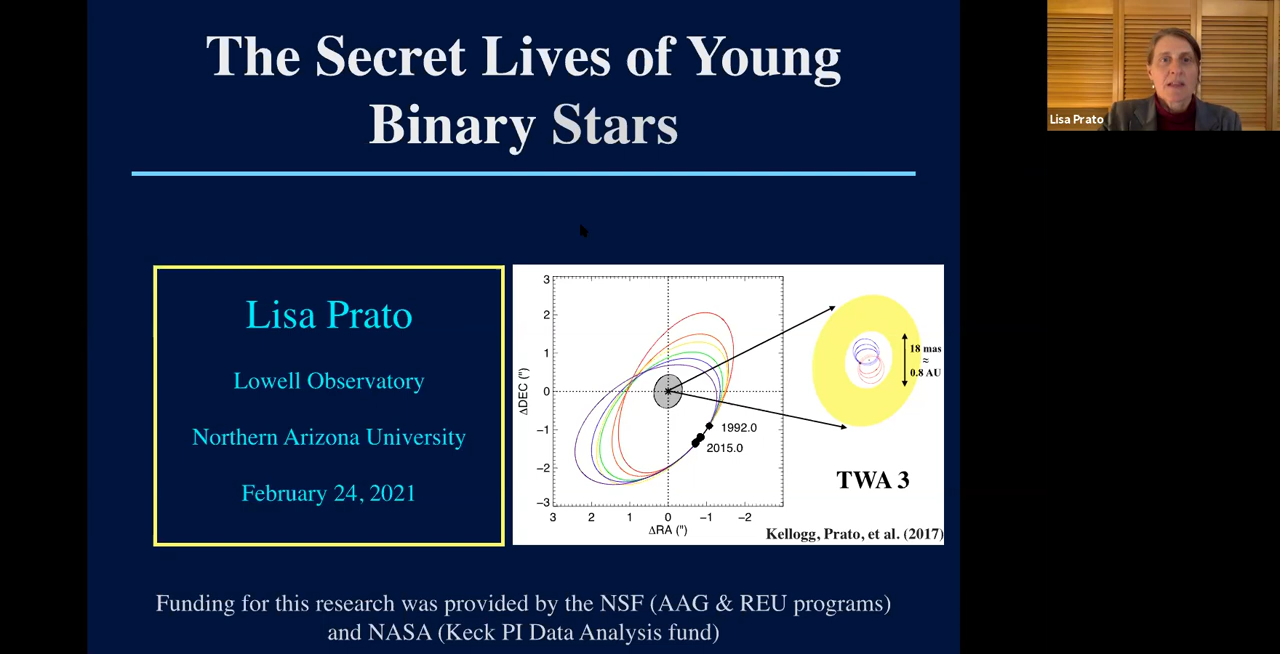 The Secret Lives of Young
Binary Stars
Lisa Prato
Lisa Prato
Lowell Observatory
Northern Arizona University
February 24, 2021
3
2
1
0
−1
−2
−3
ΔDEC (")
3 2 1 0 −1 −2
ΔRA (")
1992.0
2015.0
18 mas
≈
0.8 AU
TWA 3
Kellogg, Prato, et al. (2017)
Funding for this research was provided by the NSF (AAG & REU programs)
and NASA (Keck PI Data Analysis fund)